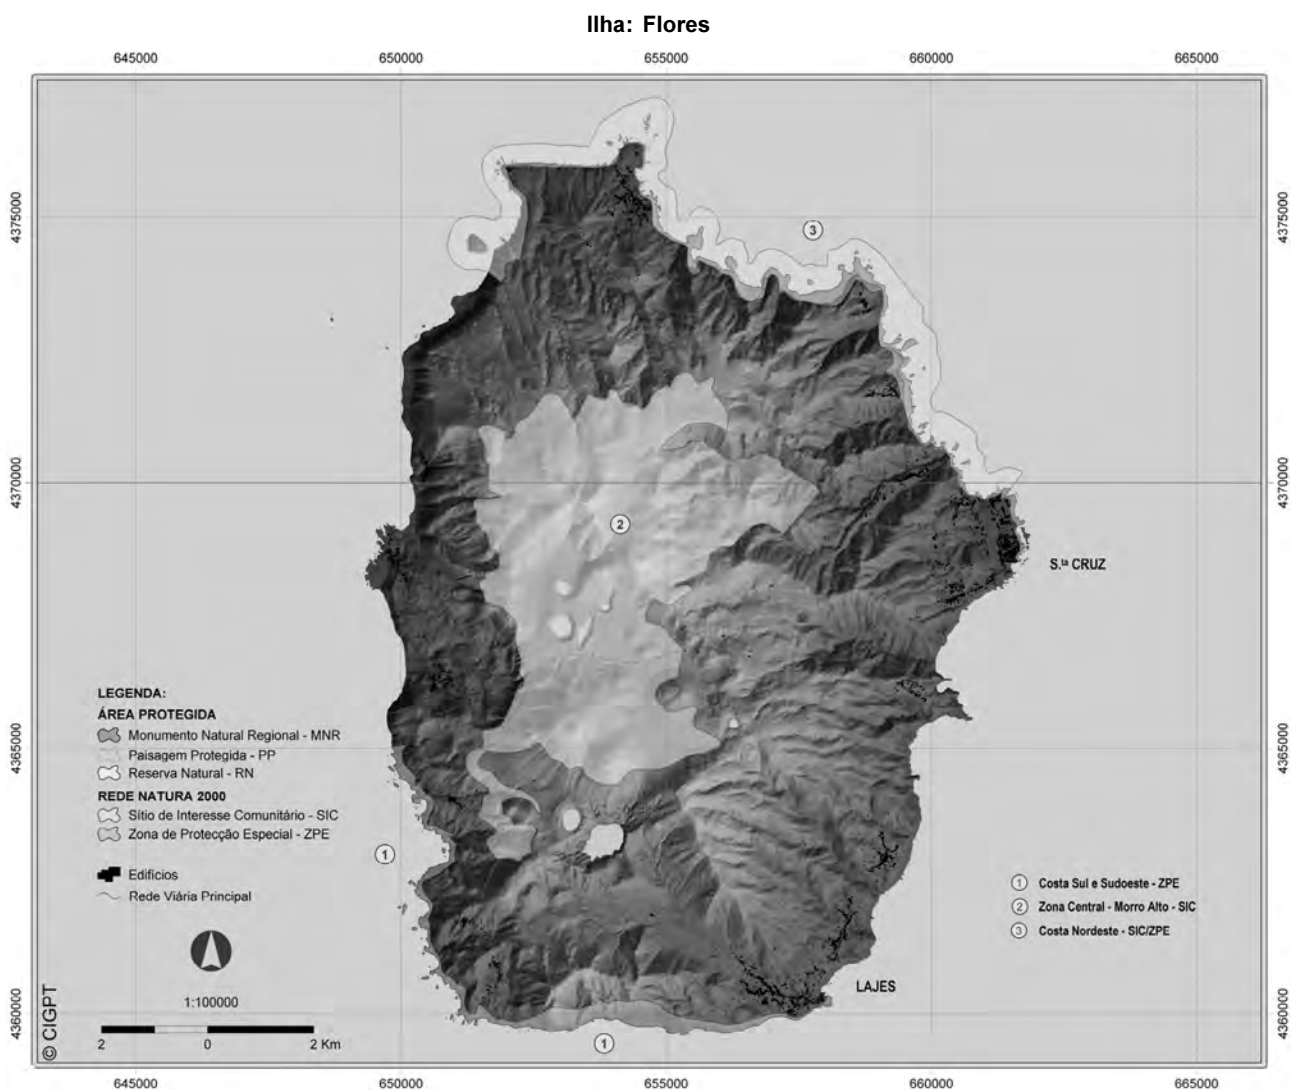 Ilha: Flores
645000
650000
655000
660000
665000
4375000
4375000
3
4370000
4370000
2
S.ta CRUZ
LEGENDA:
ÁREA PROTEGIDA
Monumento Natural Regional - MNR
Paisagem Protegida - PP
Reserva Natural - RN
REDE NATURA 2000
Sítio de Interesse Comunitário - SIC
Zona de Protecção Especial - ZPE
Edifícios
Rede Viária Principal
4365000
4365000
1
1 Costa Sul e Sudoeste - ZPE
2 Zona Central - Morro Alto - SIC
3 Costa Nordeste - SIC/ZPE
1:100000
2 0 2 Km
© CIGPT
LAJES
4360000
4360000
1
645000
650000
655000
660000
665000